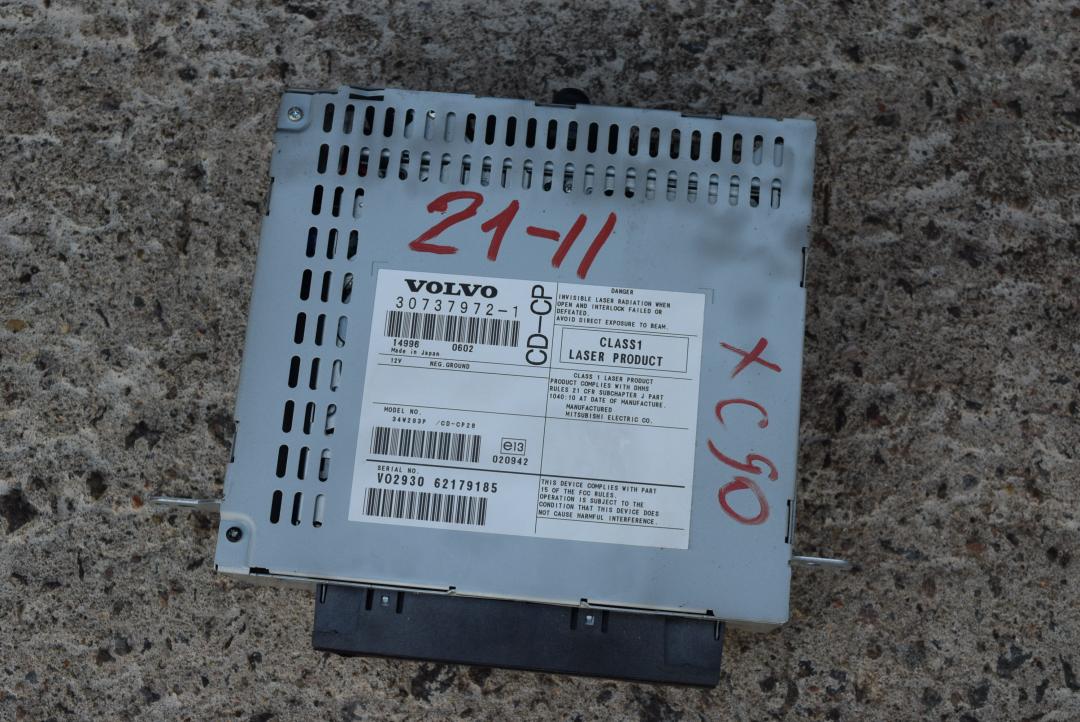 21-11
VOLVO
30737972-1
14996 0602
Made in Japan
12V NEG.GROUND
MODEL NO.
34W293P /CD-CP28
e13
020942
SERIAL NO.
VO2930 62179185
CD-CP
DANGER
INVISIBLE LASER RADIATION WHEN
OPEN AND INTERLOCK FAILED OR
DEFEATED.
AVOID DIRECT EXPOSURE TO BEAM.
CLASS1
LASER PRODUCT
CLASS 1 LASER PRODUCT
PRODUCT COMPLIES WITH DHHS
RULES 21 CFR SUBCHAPTER J PART
1040:10 AT DATE OF MANUFACTURE.
MANUFACTURED
MITSUBISHI ELECTRIC CO.
THIS DEVICE COMPLIES WITH PART
15 OF THE FCC RULES.
OPERATION IS SUBJECT TO THE
CONDITION THAT THIS DEVICE DOES
NOT CAUSE HARMFUL INTERFERENCE.
XC90